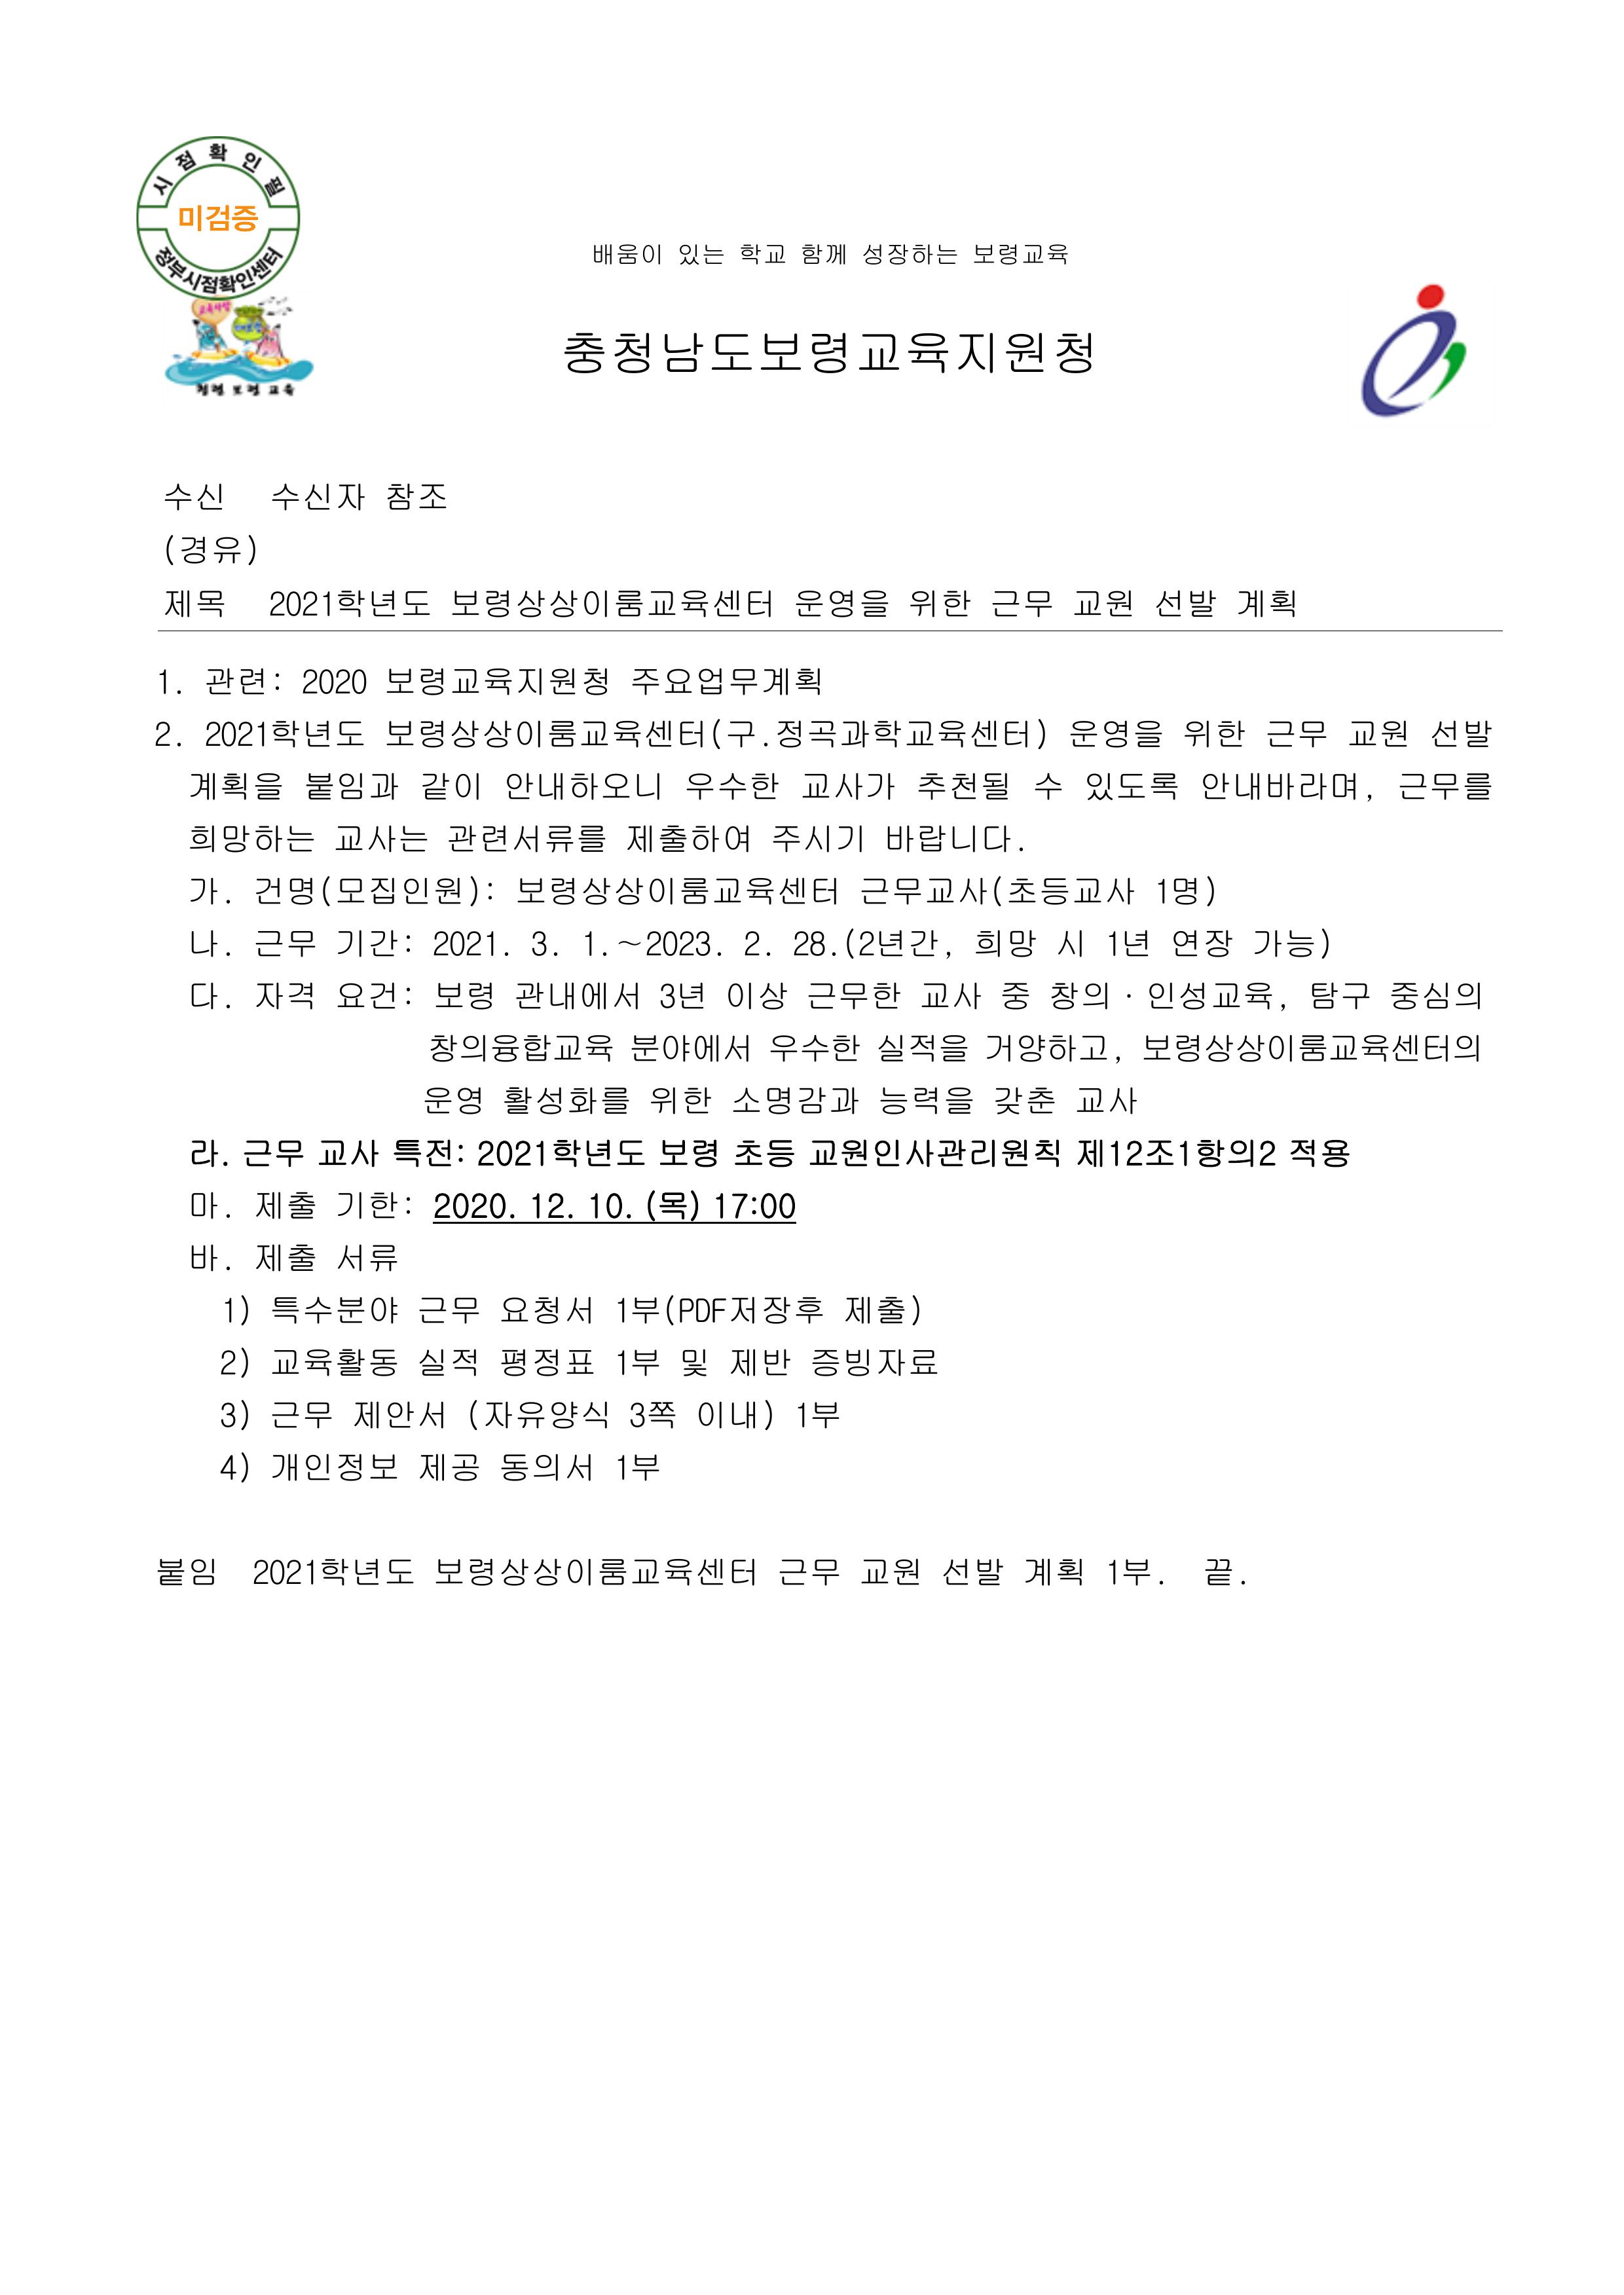 시점확인필
미검증
정부시점확인센터
교육사랑
청렴 보령 교육
배움이 있는 학교 함께 성장하는 보령교육
충청남도보령교육지원청
수신 수신자 참조
(경유)
제목 2021학년도 보령상상이룸교육센터 운영을 위한 근무 교원 선발 계획
1. 관련: 2020 보령교육지원청 주요업무계획
2. 2021학년도 보령상상이룸교육센터(구.정곡과학교육센터) 운영을 위한 근무 교원 선발
계획을 붙임과 같이 안내하오니 우수한 교사가 추천될 수 있도록 안내바라며, 근무를
희망하는 교사는 관련서류를 제출하여 주시기 바랍니다.
가. 건명(모집인원): 보령상상이룸교육센터 근무교사(초등교사 1명)
나. 근무 기간: 2021. 3. 1.~2023. 2. 28.(2년간, 희망 시 1년 연장 가능)
다. 자격 요건: 보령 관내에서 3년 이상 근무한 교사 중 창의·인성교육, 탐구 중심의
창의융합교육 분야에서 우수한 실적을 거양하고, 보령상상이룸교육센터의
운영 활성화를 위한 소명감과 능력을 갖춘 교사
라. 근무 교사 특전: 2021학년도 보령 초등 교원인사관리원칙 제12조1항의2 적용
마. 제출 기한: 2020. 12. 10. (목) 17:00
바. 제출 서류
1) 특수분야 근무 요청서 1부(PDF저장후 제출)
2) 교육활동 실적 평정표 1부 및 제반 증빙자료
3) 근무 제안서 (자유양식 3쪽 이내) 1부
4) 개인정보 제공 동의서 1부
붙임 2021학년도 보령상상이룸교육센터 근무 교원 선발 계획 1부. 끝.